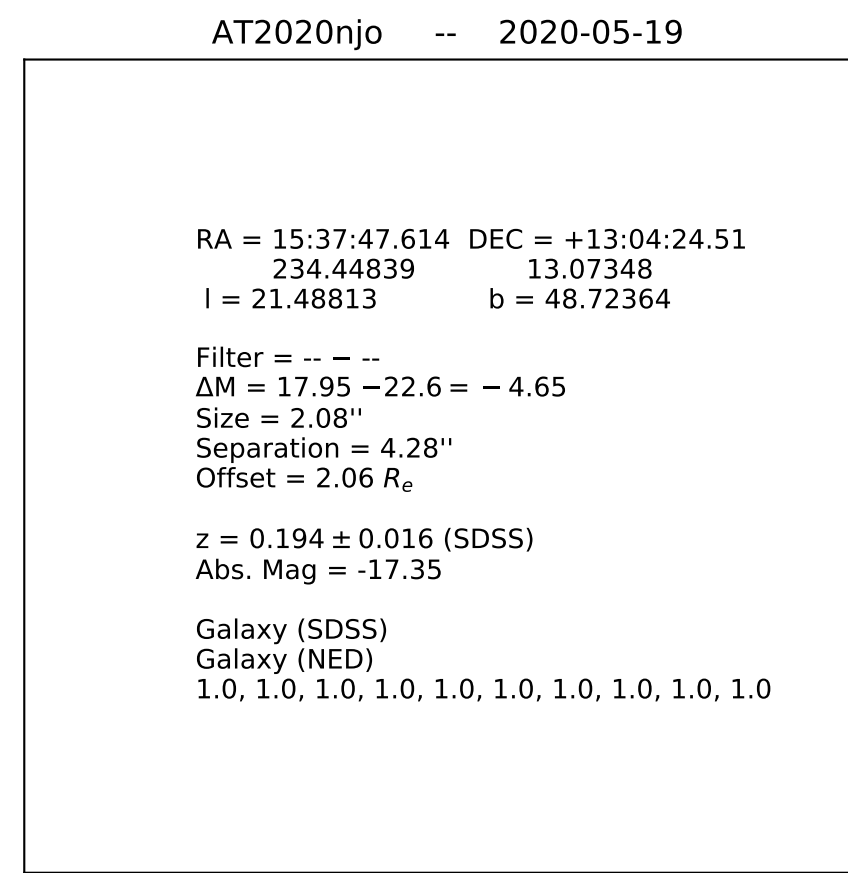 AT2020njo -- 2020-05-19
RA = 15:37:47.614 DEC = +13:04:24.51
234.44839 13.07348
l = 21.48813 b = 48.72364
Filter = -- − --
ΔM = 17.95 −22.6 = − 4.65
Size = 2.08''
Separation = 4.28''
Offset = 2.06 Rₑ
z = 0.194 ± 0.016 (SDSS)
Abs. Mag = -17.35
Galaxy (SDSS)
Galaxy (NED)
1.0, 1.0, 1.0, 1.0, 1.0, 1.0, 1.0, 1.0, 1.0, 1.0